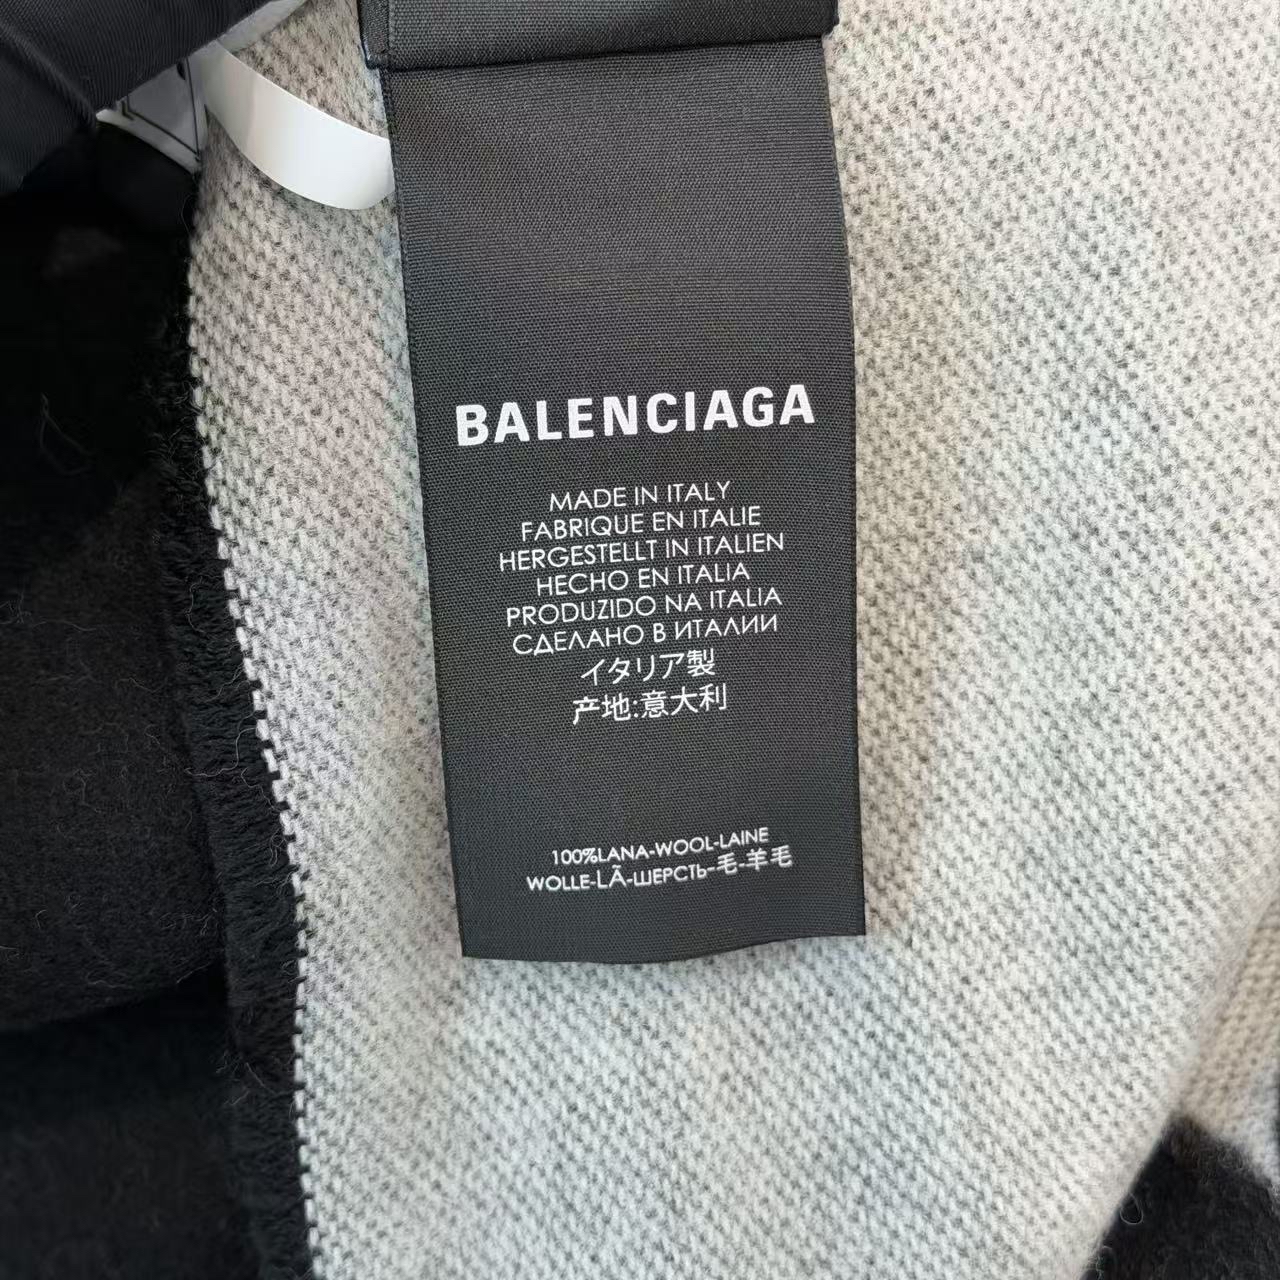 BALENCIAGA
MADE IN ITALY
FABRIQUE EN ITALIE
HERGESTELLT IN ITALIEN
HECHO EN ITALIA
PRODUZIDO NA ITALIA
СДЕЛАНО В ИТАЛИИ
イタリア製
产地:意大利
100%LANA-WOOL-LAINE
WOLLE-LÃ-ШЕРСТЬ-毛-羊毛